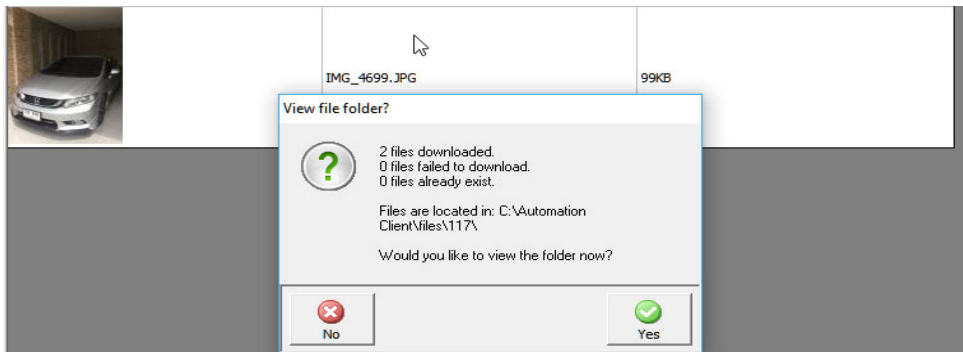 IMG_4699.JPG
99KB
View file folder?
2 files downloaded.
0 files failed to download.
0 files already exist.
Files are located in: C:\Automation
Client\files\117\
Would you like to view the folder now?
No
Yes